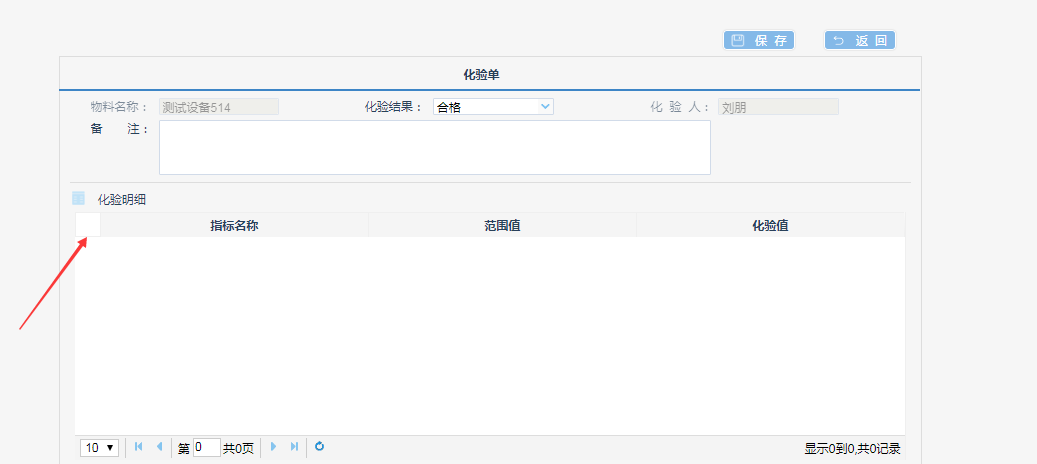 保 存 返 回
化验单
物料名称： 测试设备514 化验结果： 合格 化 验 人： 刘朋
备 注：
化验明细
指标名称 范围值 化验值
10 第 0 共0页 显示0到0,共0记录